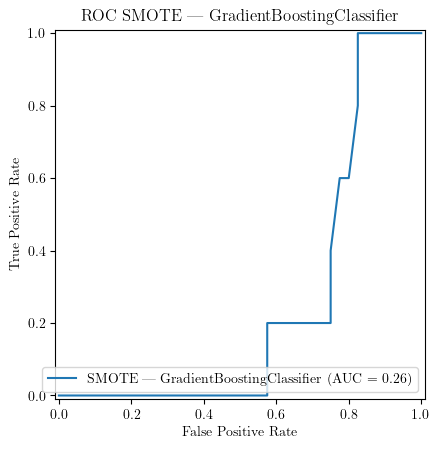 ROC SMOTE — GradientBoostingClassifier
1.0
0.8
0.6
0.4
0.2
0.0
True Positive Rate
SMOTE — GradientBoostingClassifier (AUC = 0.26)
0.0 0.2 0.4 0.6 0.8 1.0
False Positive Rate